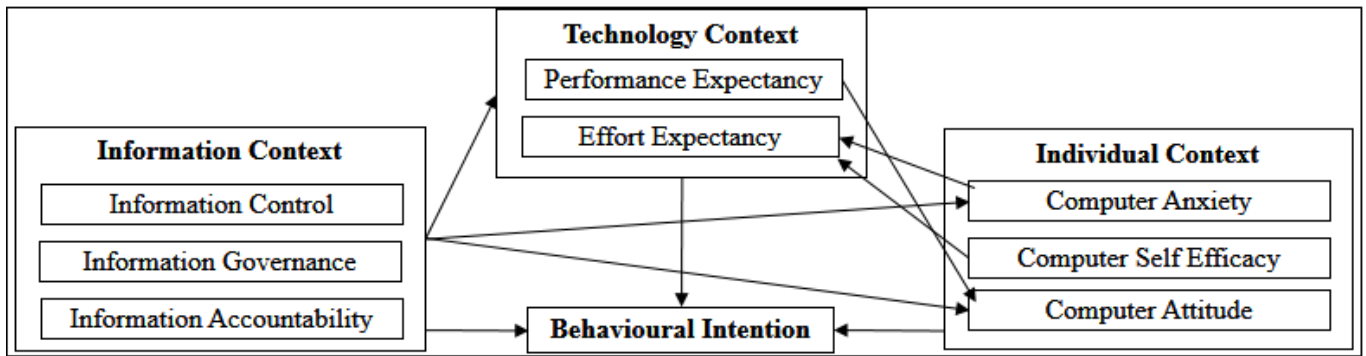 Technology Context
Performance Expectancy
Effort Expectancy
Information Context
Information Control
Information Governance
Information Accountability
Individual Context
Computer Anxiety
Computer Self Efficacy
Computer Attitude
Behavioural Intention